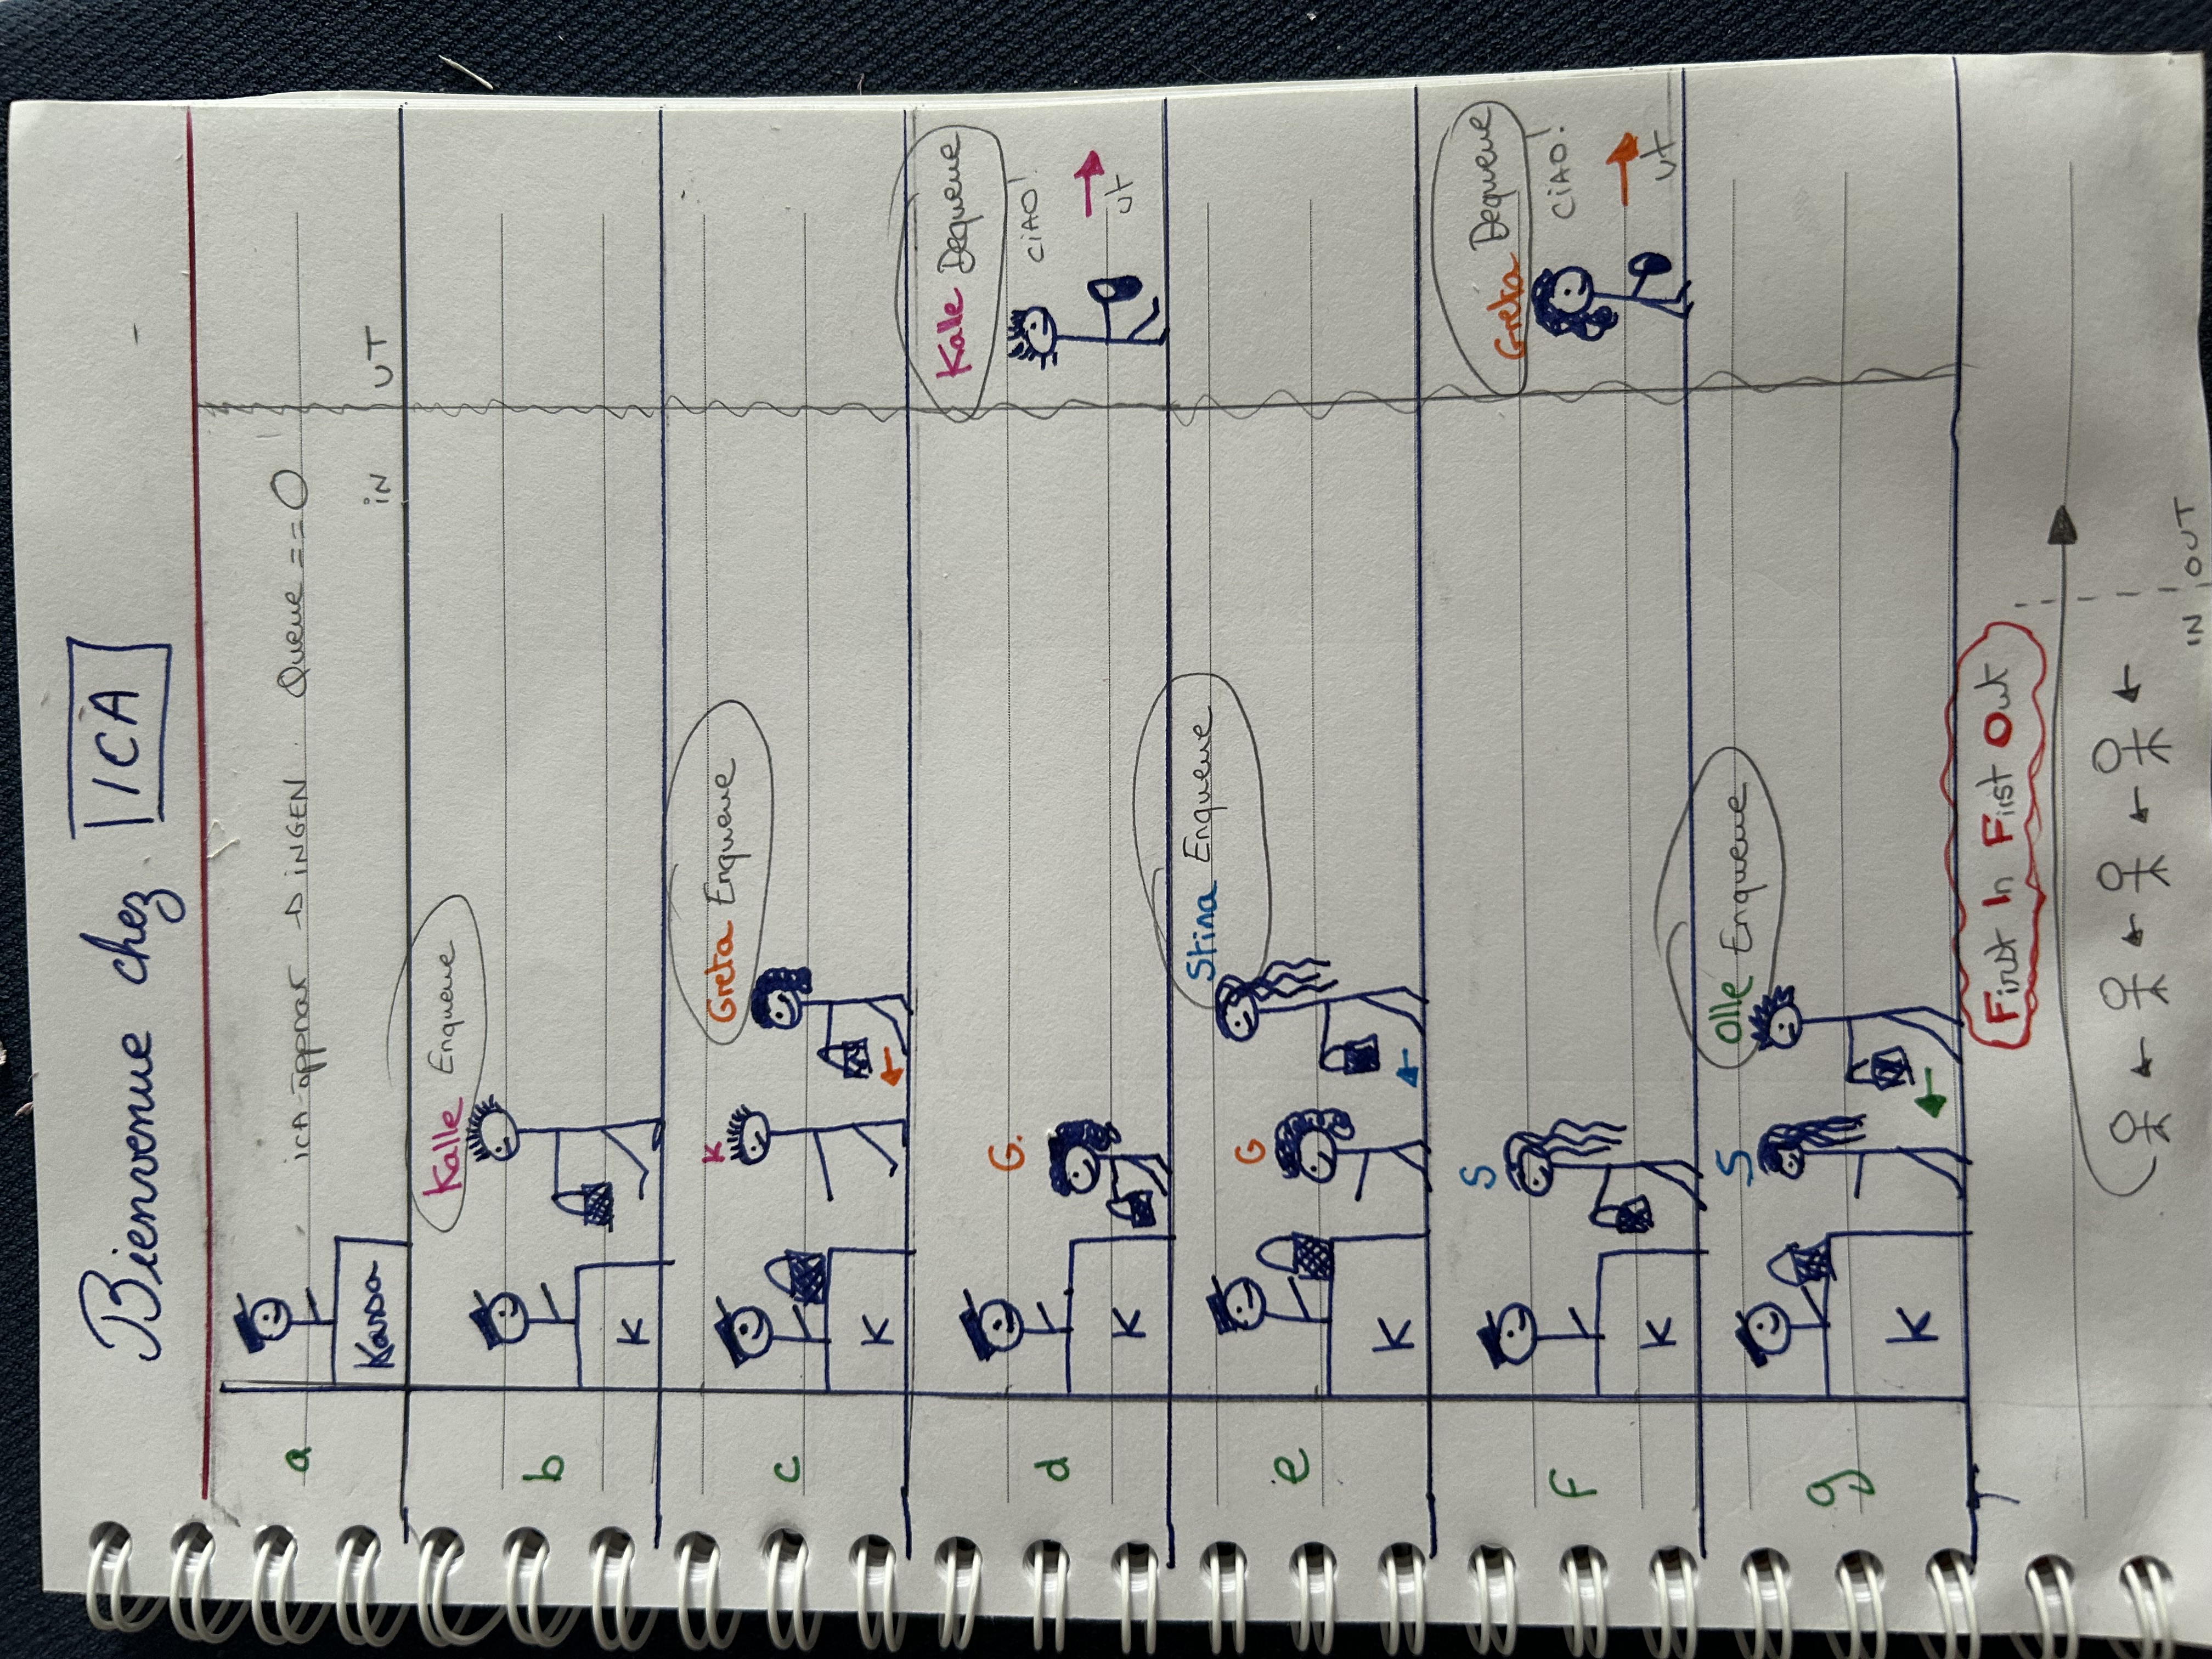 Bienvenue chez ICA
a
ICA öppnar → INGEN Queue == 0
Kassa
IN UT
Kalle Enqueue
b
K
K
Greta Enqueue
c
K
Kalle Dequeue
G.
CIAO!
d
K
ut
Stina Enqueue
G
e
K
S
Greta Dequeue
CIAO!
f
K
ut
S
Olle Enqueue
g
K
First In First Out
IN OUT